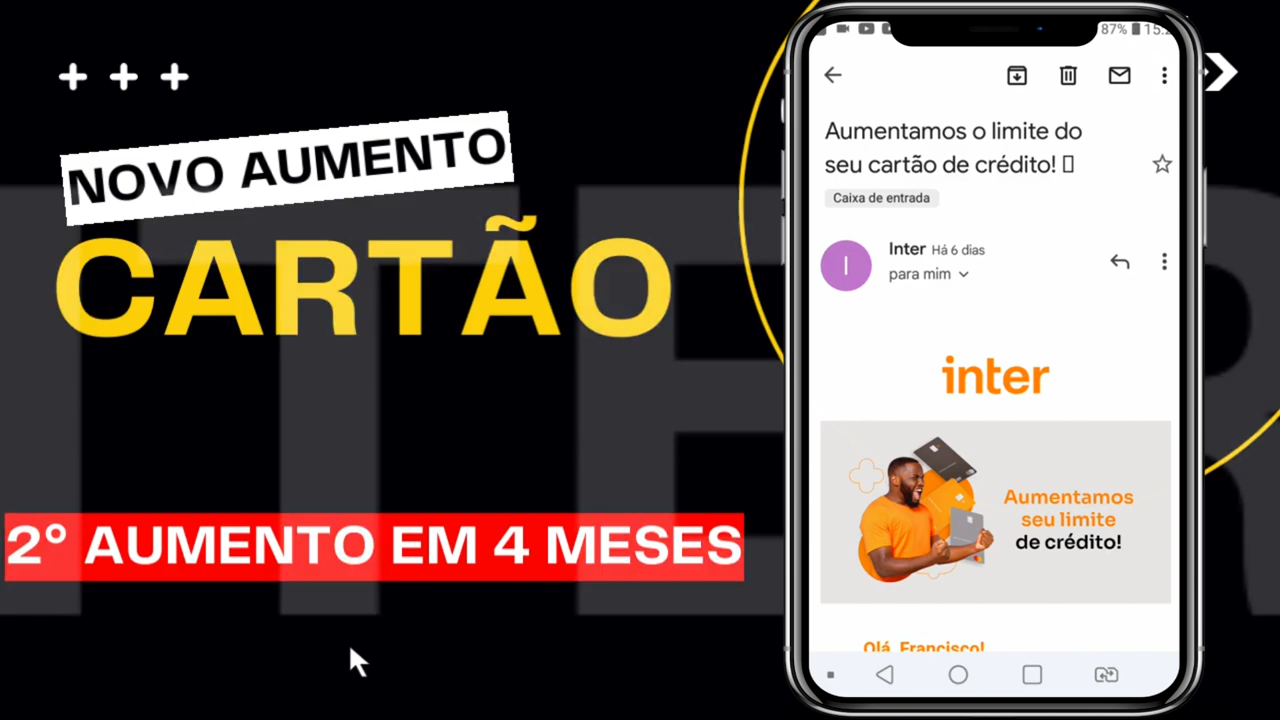 NOVO AUMENTO
CARTÃO
2° AUMENTO EM 4 MESES
87%
Aumentamos o limite do
seu cartão de crédito!
Caixa de entrada
I
Inter Há 6 dias
para mim
inter
Aumentamos
seu limite
de crédito!
Olá, Francisco!